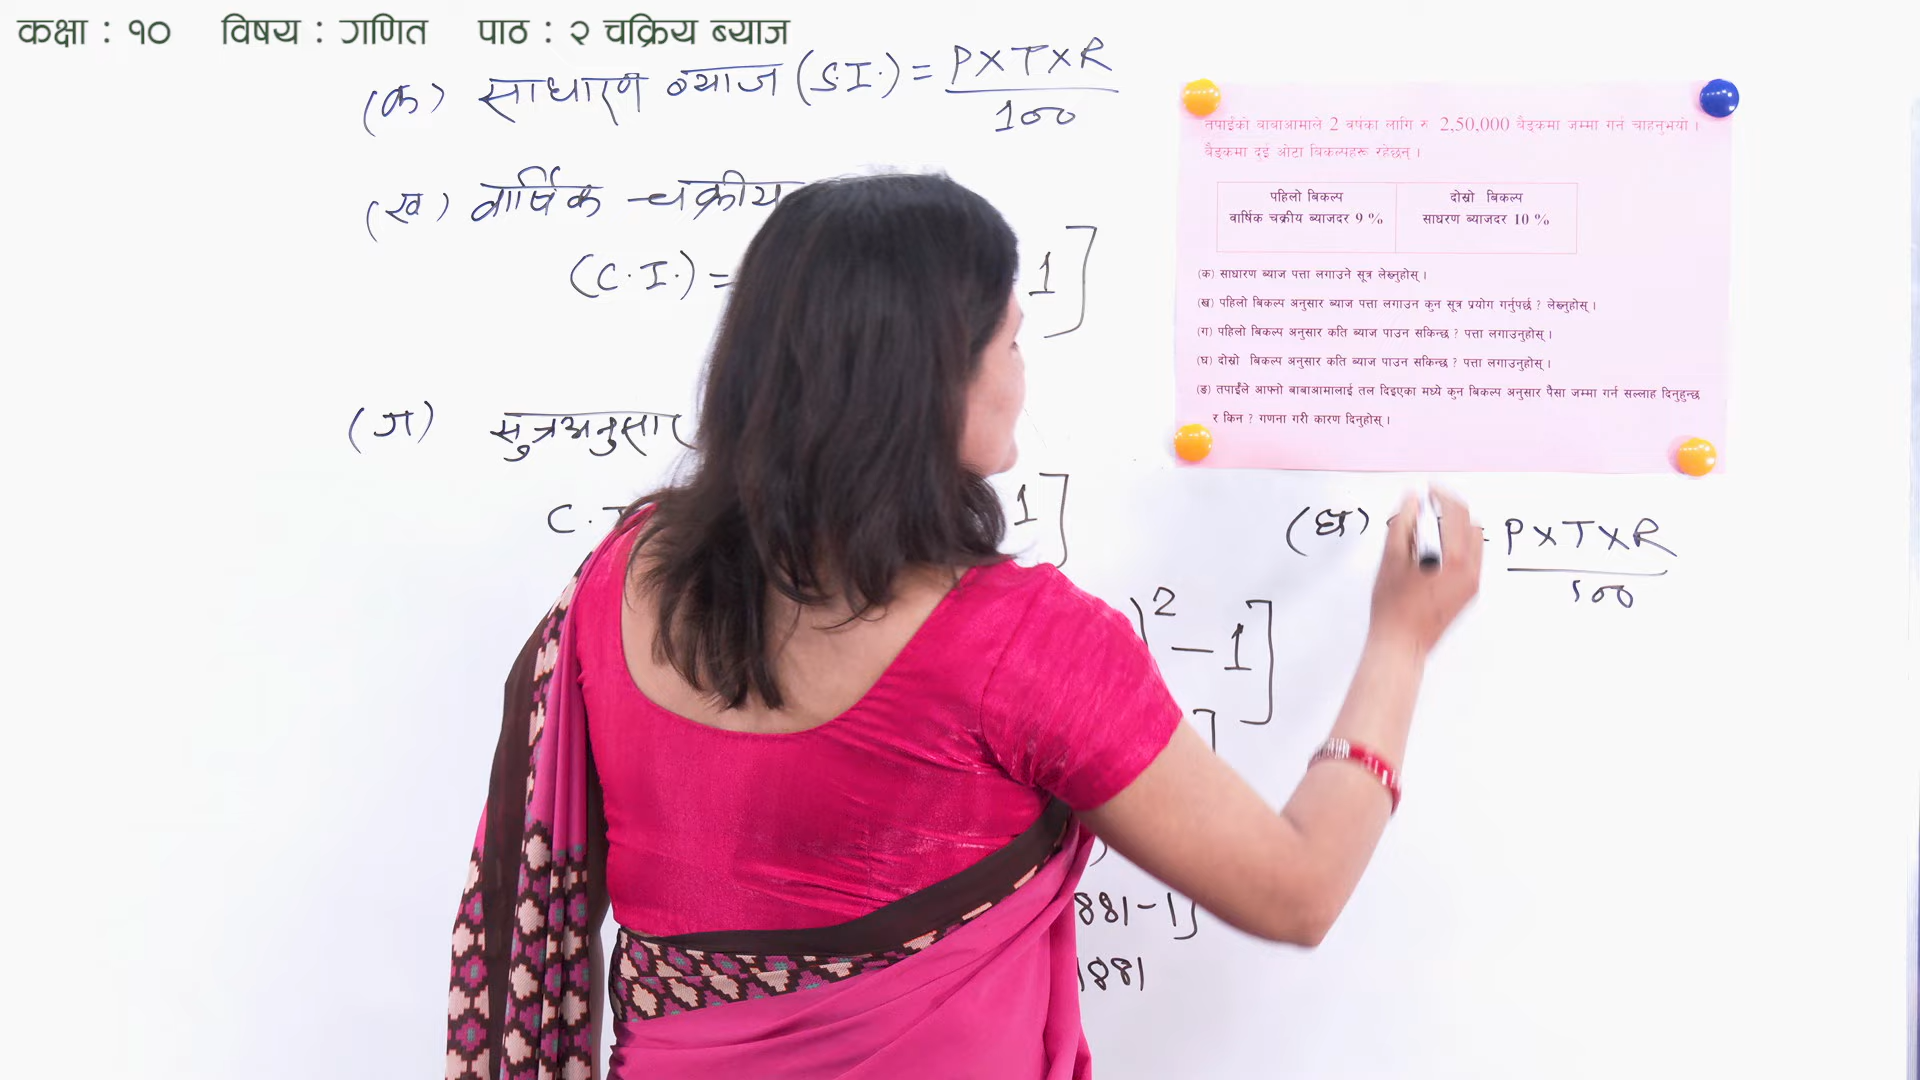 कक्षा : १० विषय : गणित पाठ : २ चक्रिय ब्याज
(क) साधारण ब्याज (S.I.) = P×T×R
100
(ख) वार्षिक चक्रीय
(C.I.) = 1]
(ग) सुत्रअनुसार
C. 1]
)² - 1]
]
881-1]
1881
तपाईको बाबाआमाले 2 वर्षका लागि रु 2,50,000 बैङ्कमा जम्मा गर्न चाहनुभयो ।
बैङ्कमा दुई ओटा बिकल्पहरू रहेछन् ।
पहिलो बिकल्प
वार्षिक चक्रीय ब्याजदर 9 %
दोस्रो बिकल्प
साधरण ब्याजदर 10 %
(क) साधारण ब्याज पत्ता लगाउने सूत्र लेख्नुहोस् ।
(ख) पहिलो बिकल्प अनुसार ब्याज पत्ता लगाउन कुन सूत्र प्रयोग गर्नुपर्छ ? लेख्नुहोस् ।
(ग) पहिलो बिकल्प अनुसार कति ब्याज पाउन सकिन्छ ? पत्ता लगाउनुहोस् ।
(घ) दोस्रो बिकल्प अनुसार कति ब्याज पाउन सकिन्छ ? पत्ता लगाउनुहोस् ।
(ङ) तपाईँले आफ्नो बाबाआमालाई तल दिइएका मध्ये कुन बिकल्प अनुसार पैसा जम्मा गर्न सल्लाह दिनुहुन्छ
र किन ? गणना गरी कारण दिनुहोस् ।
(घ) = P×T×R
100